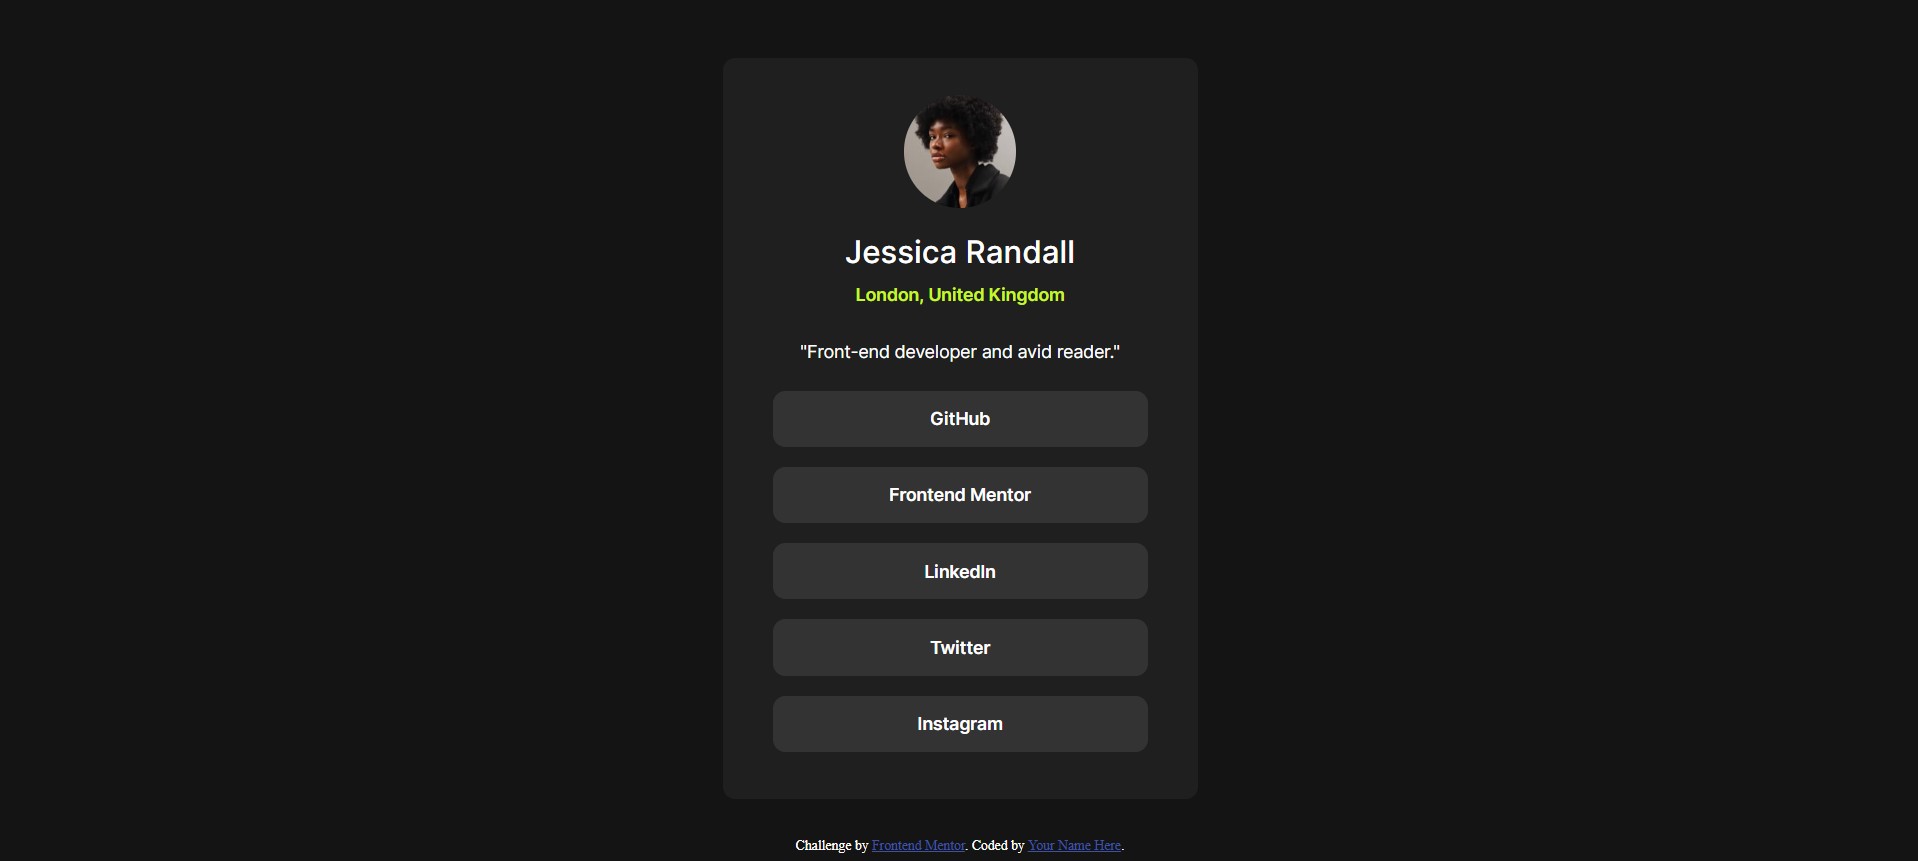 Jessica Randall
London, United Kingdom
"Front-end developer and avid reader."
GitHub
Frontend Mentor
LinkedIn
Twitter
Instagram
Challenge by Frontend Mentor. Coded by Your Name Here.